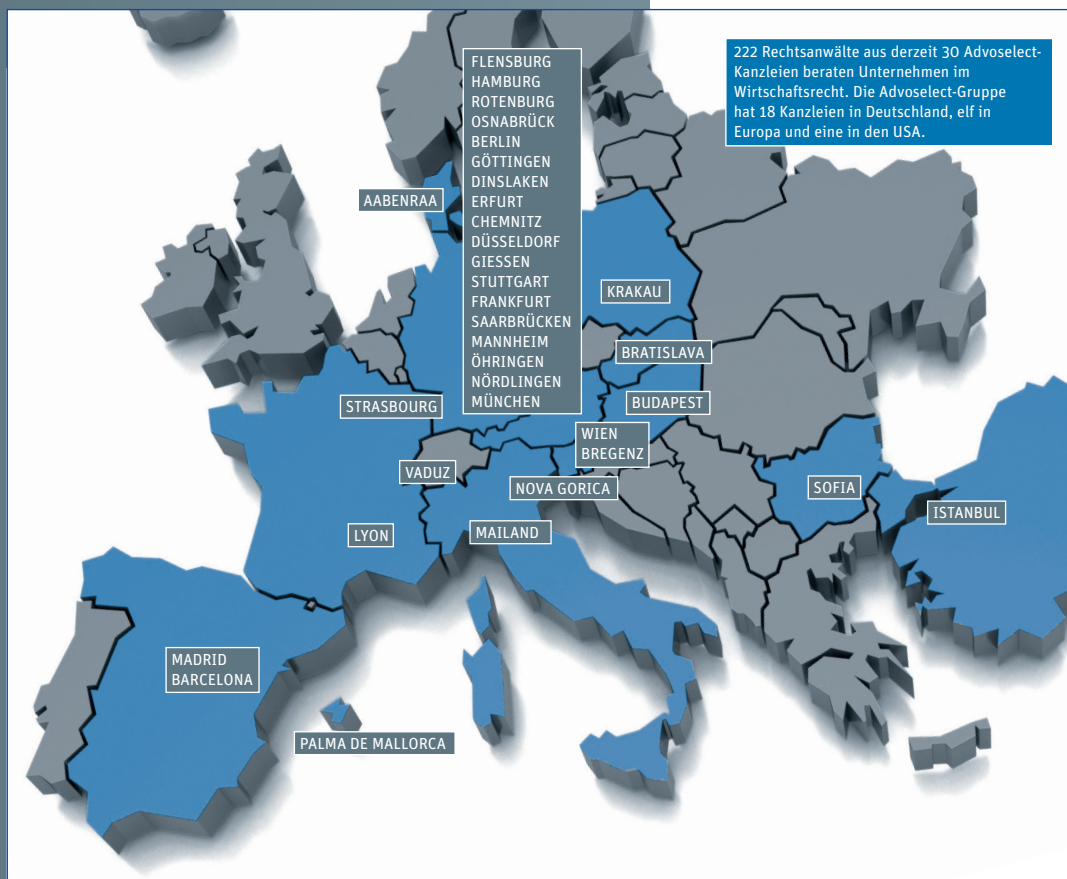 222 Rechtsanwälte aus derzeit 30 Advoselect-
Kanzleien beraten Unternehmen im
Wirtschaftsrecht. Die Advoselect-Gruppe
hat 18 Kanzleien in Deutschland, elf in
Europa und eine in den USA.
FLENSBURG
HAMBURG
ROTENBURG
OSNABRÜCK
BERLIN
GÖTTINGEN
DINSLAKEN
ERFURT
CHEMNITZ
DÜSSELDORF
GIESSEN
STUTTGART
FRANKFURT
SAARBRÜCKEN
MANNHEIM
ÖHRINGEN
NÖRDLINGEN
MÜNCHEN
AABENRAA
KRAKAU
BRATISLAVA
BUDAPEST
STRASBOURG
WIEN
BREGENZ
VADUZ
NOVA GORICA
SOFIA
ISTANBUL
LYON
MAILAND
MADRID
BARCELONA
PALMA DE MALLORCA